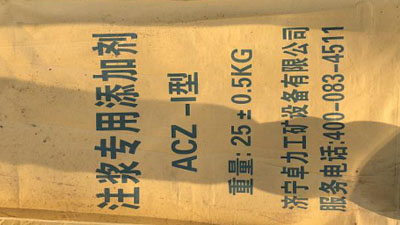 注浆专用添加剂
ACZ -I型
重量: 25±0.5KG
济宁卓力工矿设备有限公司
服务电话:400-083-4511